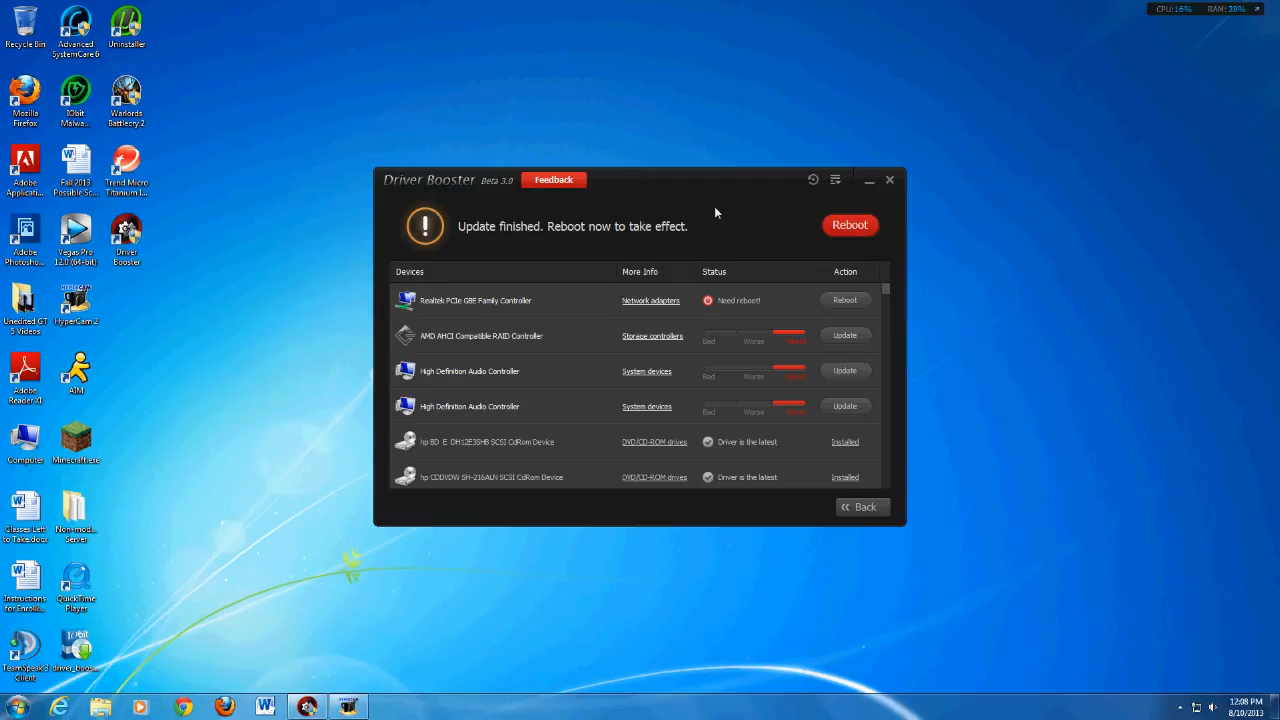 CPU:16% RAM: 28%
Recycle Bin
Advanced SystemCare 6
Uninstaller
Mozilla Firefox
IObit Malwa...
Warlords Battlecry 2
Adobe Applicati...
Fall 2013 Possible Sc...
Trend Micro Titanium I...
Adobe Photosho...
Vegas Pro 12.0 (64-bit)
Driver Booster
Unedited GT 5 Videos
HyperCam 2
Adobe Reader XI
AIM
Computer
Minecraft.exe
Classes Left to Take.docx
Non-mod... Server
Instructions for Enrolli...
QuickTime Player
TeamSpeak 3 Client
driver_boos...
Driver Booster Beta 3.0 Feedback
Update finished. Reboot now to take effect. Reboot
Devices More Info Status Action
Realtek PCIe GBE Family Controller Network adapters Need reboot! Reboot
AMD AHCI Compatible RAID Controller Storage controllers Bad Worse Update
High Definition Audio Controller System devices Bad Worse Update
High Definition Audio Controller System devices Bad Worse Update
hp BD E DH12E3SHB SCSI CdRom Device DVD/CD-ROM drives Driver is the latest Installed
hp CDDVDW SH-216ALN SCSI CdRom Device DVD/CD-ROM drives Driver is the latest Installed
Back
12:08 PM
8/10/2013